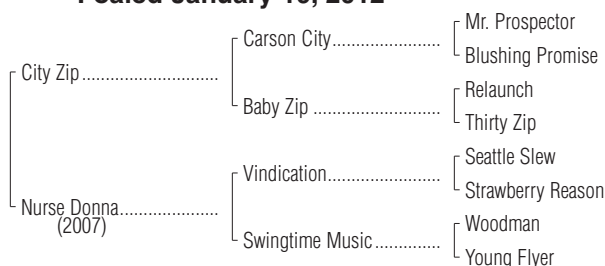 Foaled January 15, 2012
Mr. Prospector
Carson City.......................
Blushing Promise
City Zip.............................
Relaunch
Baby Zip ...........................
Thirty Zip
Seattle Slew
Vindication........................
Strawberry Reason
Nurse Donna.....................
(2007)
Woodman
Swingtime Music..............
Young Flyer